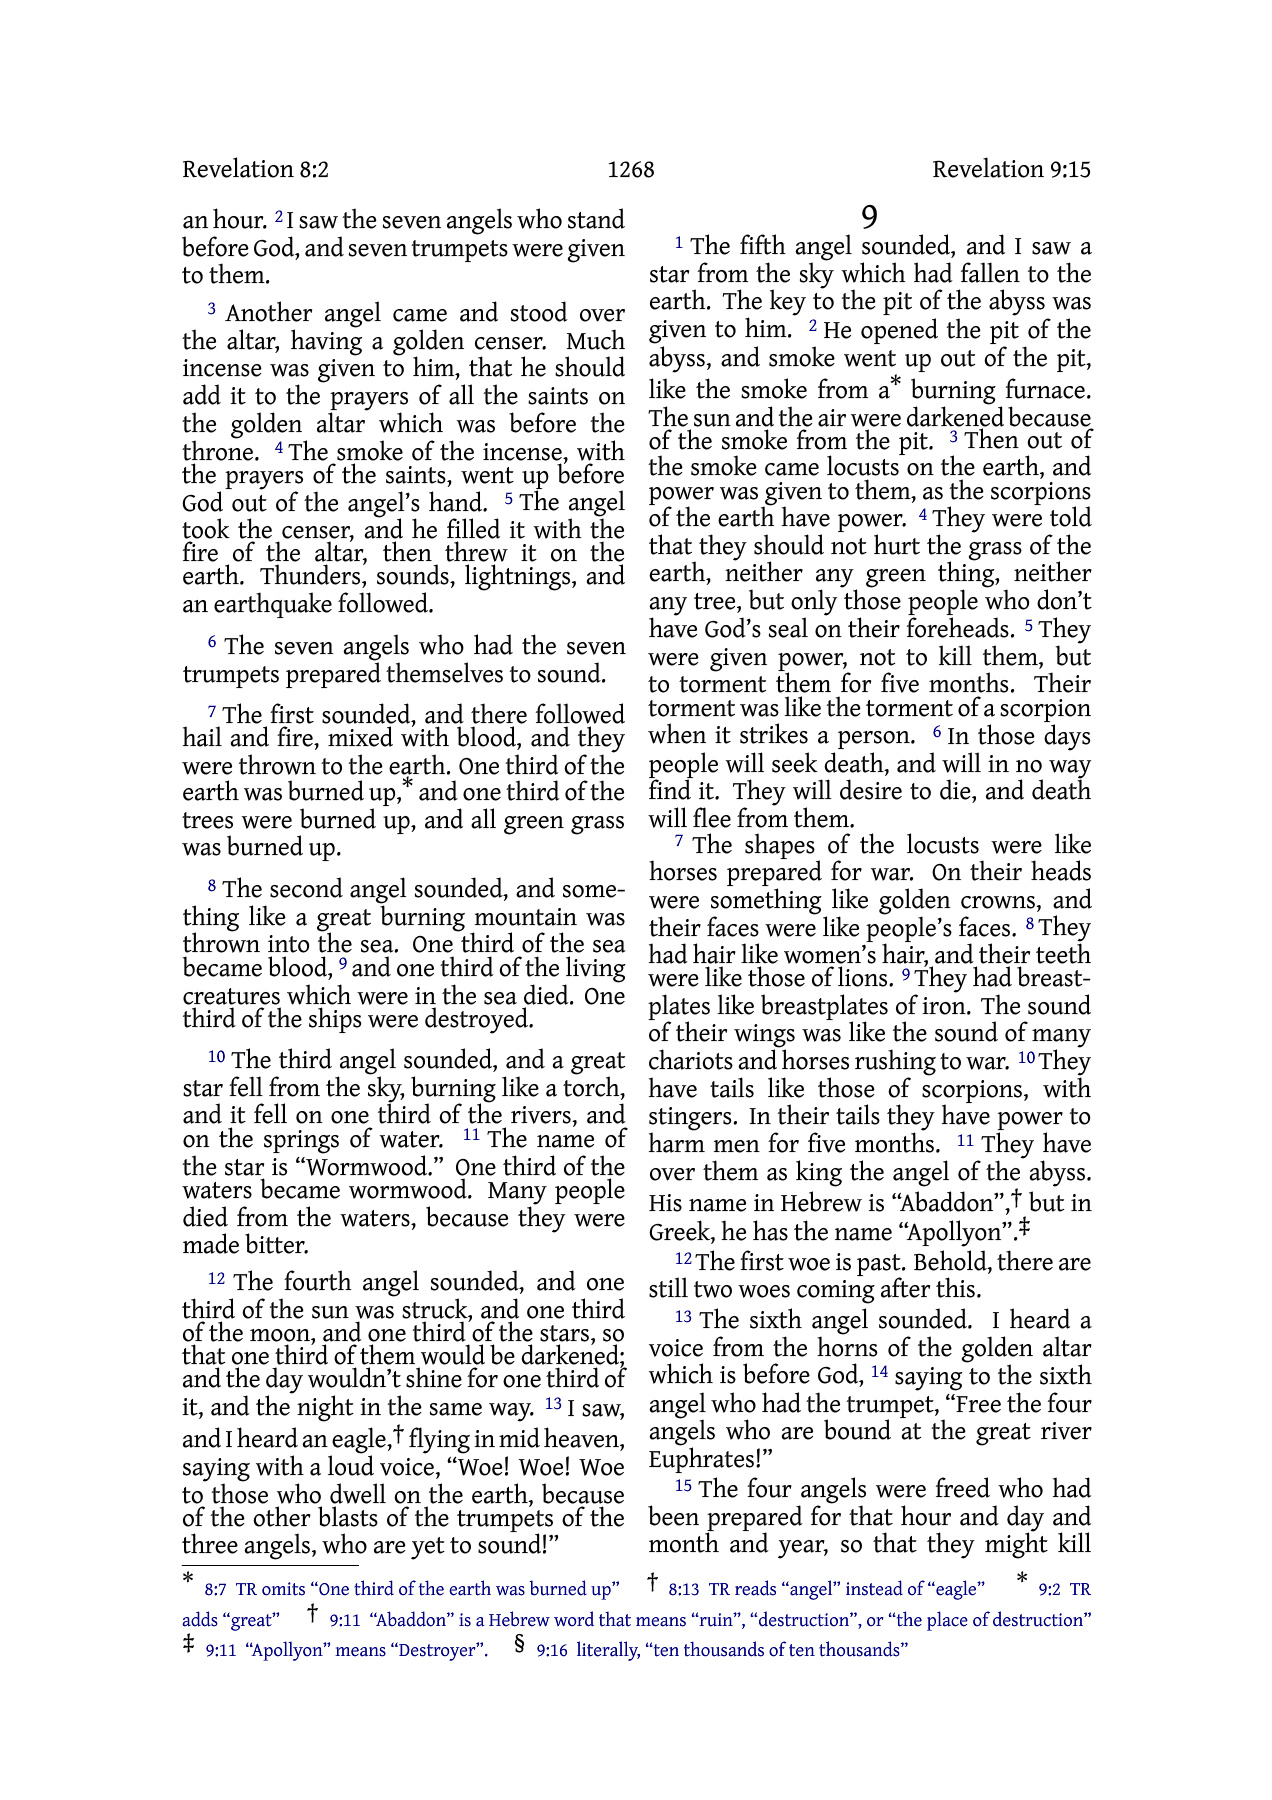 Revelation 8:2 1268 Revelation 9:15
an hour. 2 I saw the seven angels who stand
before God, and seven trumpets were given
to them.
3 Another angel came and stood over
the altar, having a golden censer. Much
incense was given to him, that he should
add it to the prayers of all the saints on
the golden altar which was before the
throne. 4 The smoke of the incense, with
the prayers of the saints, went up before
God out of the angel’s hand. 5 The angel
took the censer, and he filled it with the
fire of the altar, then threw it on the
earth. Thunders, sounds, lightnings, and
an earthquake followed.
6 The seven angels who had the seven
trumpets prepared themselves to sound.
7 The first sounded, and there followed
hail and fire, mixed with blood, and they
were thrown to the earth. One third of the
earth was burned up,* and one third of the
trees were burned up, and all green grass
was burned up.
8 The second angel sounded, and some-
thing like a great burning mountain was
thrown into the sea. One third of the sea
became blood, 9 and one third of the living
creatures which were in the sea died. One
third of the ships were destroyed.
10 The third angel sounded, and a great
star fell from the sky, burning like a torch,
and it fell on one third of the rivers, and
on the springs of water. 11 The name of
the star is “Wormwood.” One third of the
waters became wormwood. Many people
died from the waters, because they were
made bitter.
12 The fourth angel sounded, and one
third of the sun was struck, and one third
of the moon, and one third of the stars, so
that one third of them would be darkened;
and the day wouldn’t shine for one third of
it, and the night in the same way. 13 I saw,
and I heard an eagle,† flying in mid heaven,
saying with a loud voice, “Woe! Woe! Woe
to those who dwell on the earth, because
of the other blasts of the trumpets of the
three angels, who are yet to sound!”
9
1 The fifth angel sounded, and I saw a
star from the sky which had fallen to the
earth. The key to the pit of the abyss was
given to him. 2 He opened the pit of the
abyss, and smoke went up out of the pit,
like the smoke from a* burning furnace.
The sun and the air were darkened because
of the smoke from the pit. 3 Then out of
the smoke came locusts on the earth, and
power was given to them, as the scorpions
of the earth have power. 4 They were told
that they should not hurt the grass of the
earth, neither any green thing, neither
any tree, but only those people who don’t
have God’s seal on their foreheads. 5 They
were given power, not to kill them, but
to torment them for five months. Their
torment was like the torment of a scorpion
when it strikes a person. 6 In those days
people will seek death, and will in no way
find it. They will desire to die, and death
will flee from them.
7 The shapes of the locusts were like
horses prepared for war. On their heads
were something like golden crowns, and
their faces were like people’s faces. 8 They
had hair like women’s hair, and their teeth
were like those of lions. 9 They had breast-
plates like breastplates of iron. The sound
of their wings was like the sound of many
chariots and horses rushing to war. 10 They
have tails like those of scorpions, with
stingers. In their tails they have power to
harm men for five months. 11 They have
over them as king the angel of the abyss.
His name in Hebrew is “Abaddon”,† but in
Greek, he has the name “Apollyon”.‡
12 The first woe is past. Behold, there are
still two woes coming after this.
13 The sixth angel sounded. I heard a
voice from the horns of the golden altar
which is before God, 14 saying to the sixth
angel who had the trumpet, “Free the four
angels who are bound at the great river
Euphrates!”
15 The four angels were freed who had
been prepared for that hour and day and
month and year, so that they might kill
* 8:7 TR omits “One third of the earth was burned up” † 8:13 TR reads “angel” instead of “eagle” * 9:2 TR
adds “great” † 9:11 “Abaddon” is a Hebrew word that means “ruin”, “destruction”, or “the place of destruction”
‡ 9:11 “Apollyon” means “Destroyer”. § 9:16 literally, “ten thousands of ten thousands”